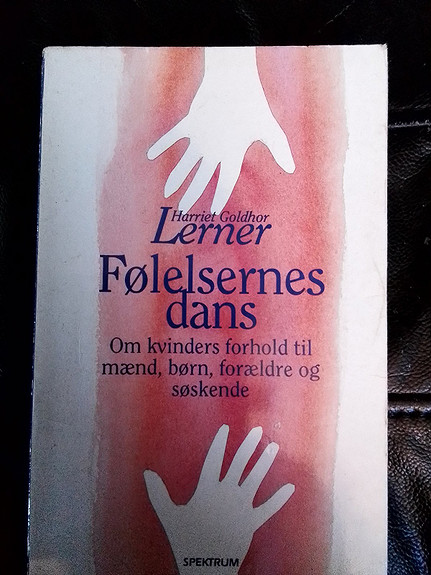 Harriet Goldhor
Lerner
Følelsernes
dans
Om kvinders forhold til
mænd, børn, forældre og
søskende
SPEKTRUM